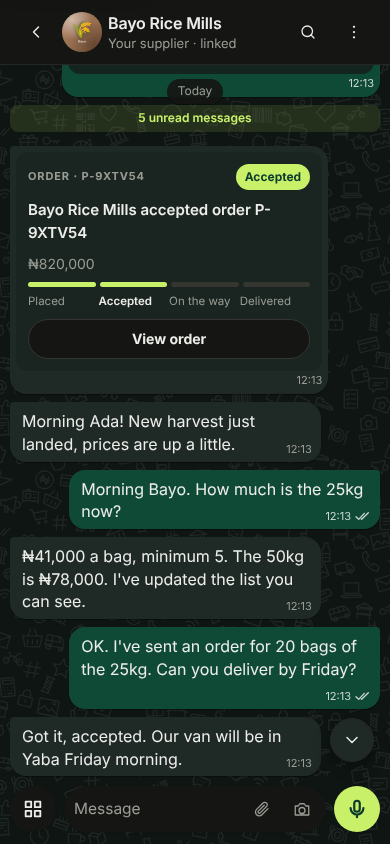 Bayo Rice Mills
Your supplier · linked
12:13
Today
5 unread messages
ORDER · P-9XTV54
Accepted
Bayo Rice Mills accepted order P-
9XTV54
₦820,000
Placed
Accepted
On the way
Delivered
View order
12:13
Morning Ada! New harvest just
landed, prices are up a little.
12:13
Morning Bayo. How much is the 25kg
now?
12:13
₦41,000 a bag, minimum 5. The 50kg
is ₦78,000. I've updated the list you
can see.
12:13
OK. I've sent an order for 20 bags of
the 25kg. Can you deliver by Friday?
12:13
Got it, accepted. Our van will be in
Yaba Friday morning.
12:13
Message